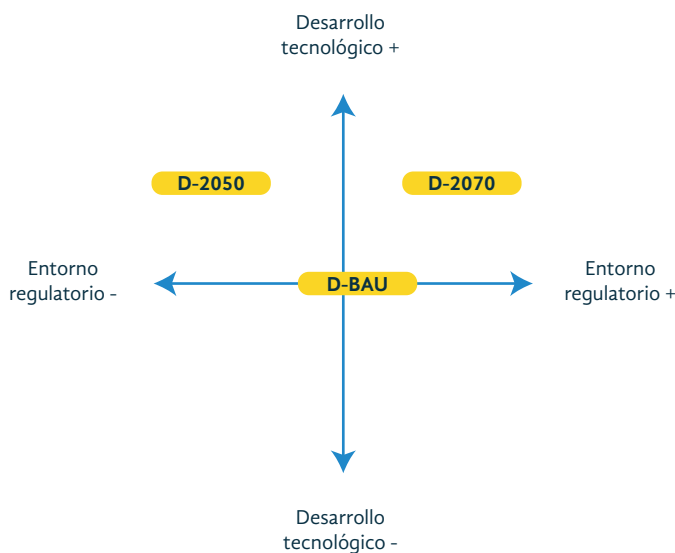 Desarrollo
tecnológico +
D-2050
D-2070
Entorno
regulatorio -
D-BAU
Entorno
regulatorio +
Desarrollo
tecnológico -